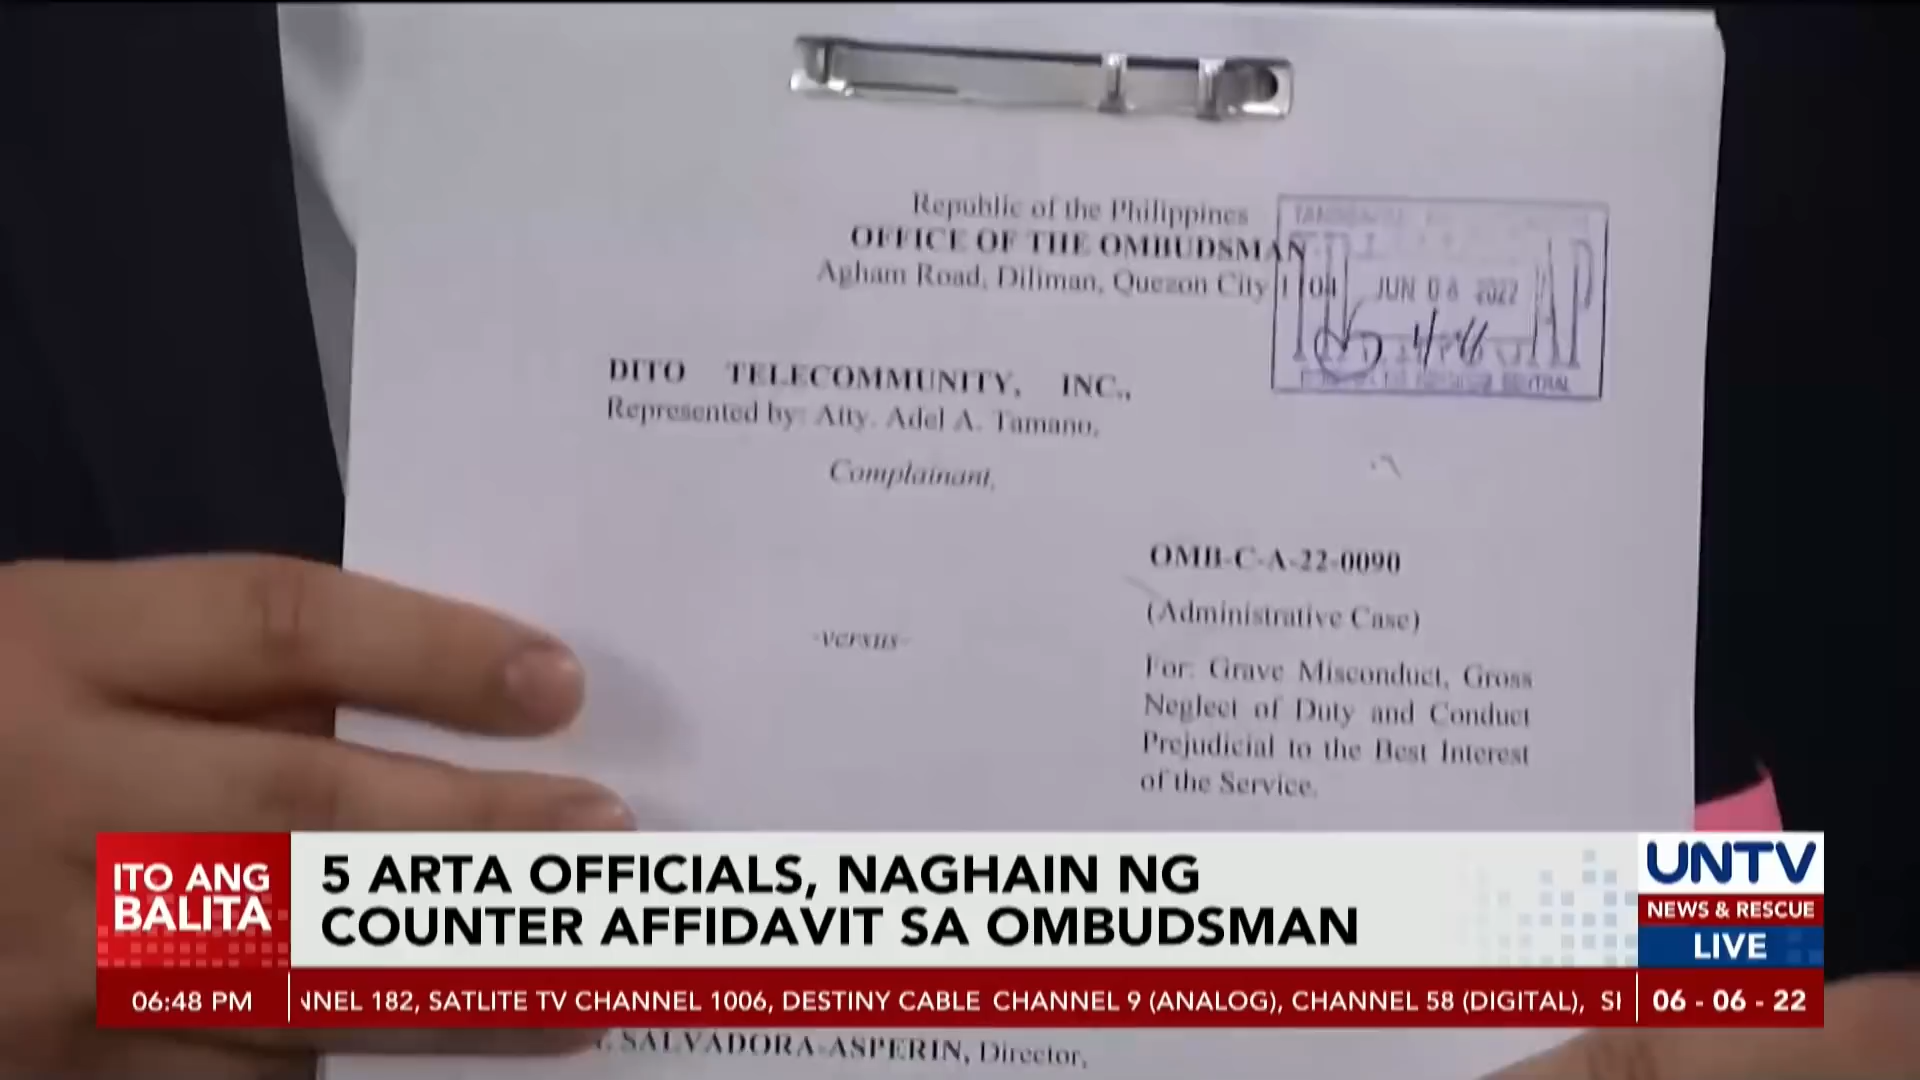 Republic of the Philippines
OFFICE OF THE OMBUDSMAN
Agham Road, Diliman, Quezon City 1104
JUN 06 2022
DITO TELECOMMUNITY, INC.,
Represented by: Atty. Adel A. Tamano,
Complainant,
-versus-
OMB-C-A-22-0090
(Administrative Case)
For: Grave Misconduct, Gross
Neglect of Duty and Conduct
Prejudicial to the Best Interest
of the Service.
ITO ANG
BALITA
5 ARTA OFFICIALS, NAGHAIN NG
COUNTER AFFIDAVIT SA OMBUDSMAN
UNTV
NEWS & RESCUE
LIVE
06:48 PM
NNEL 182, SATLITE TV CHANNEL 1006, DESTINY CABLE CHANNEL 9 (ANALOG), CHANNEL 58 (DIGITAL),
06 - 06 - 22
SALVADORA-ASPERIN, Director,